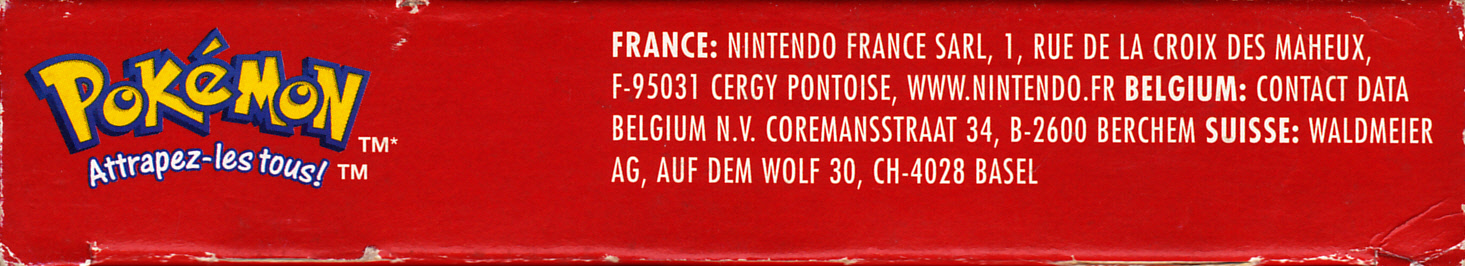 Pokémon
TM*
Attrapez-les tous! TM
FRANCE: NINTENDO FRANCE SARL, 1, RUE DE LA CROIX DES MAHEUX,
F-95031 CERGY PONTOISE, WWW.NINTENDO.FR BELGIUM: CONTACT DATA
BELGIUM N.V. COREMANSSTRAAT 34, B-2600 BERCHEM SUISSE: WALDMEIER
AG, AUF DEM WOLF 30, CH-4028 BASEL